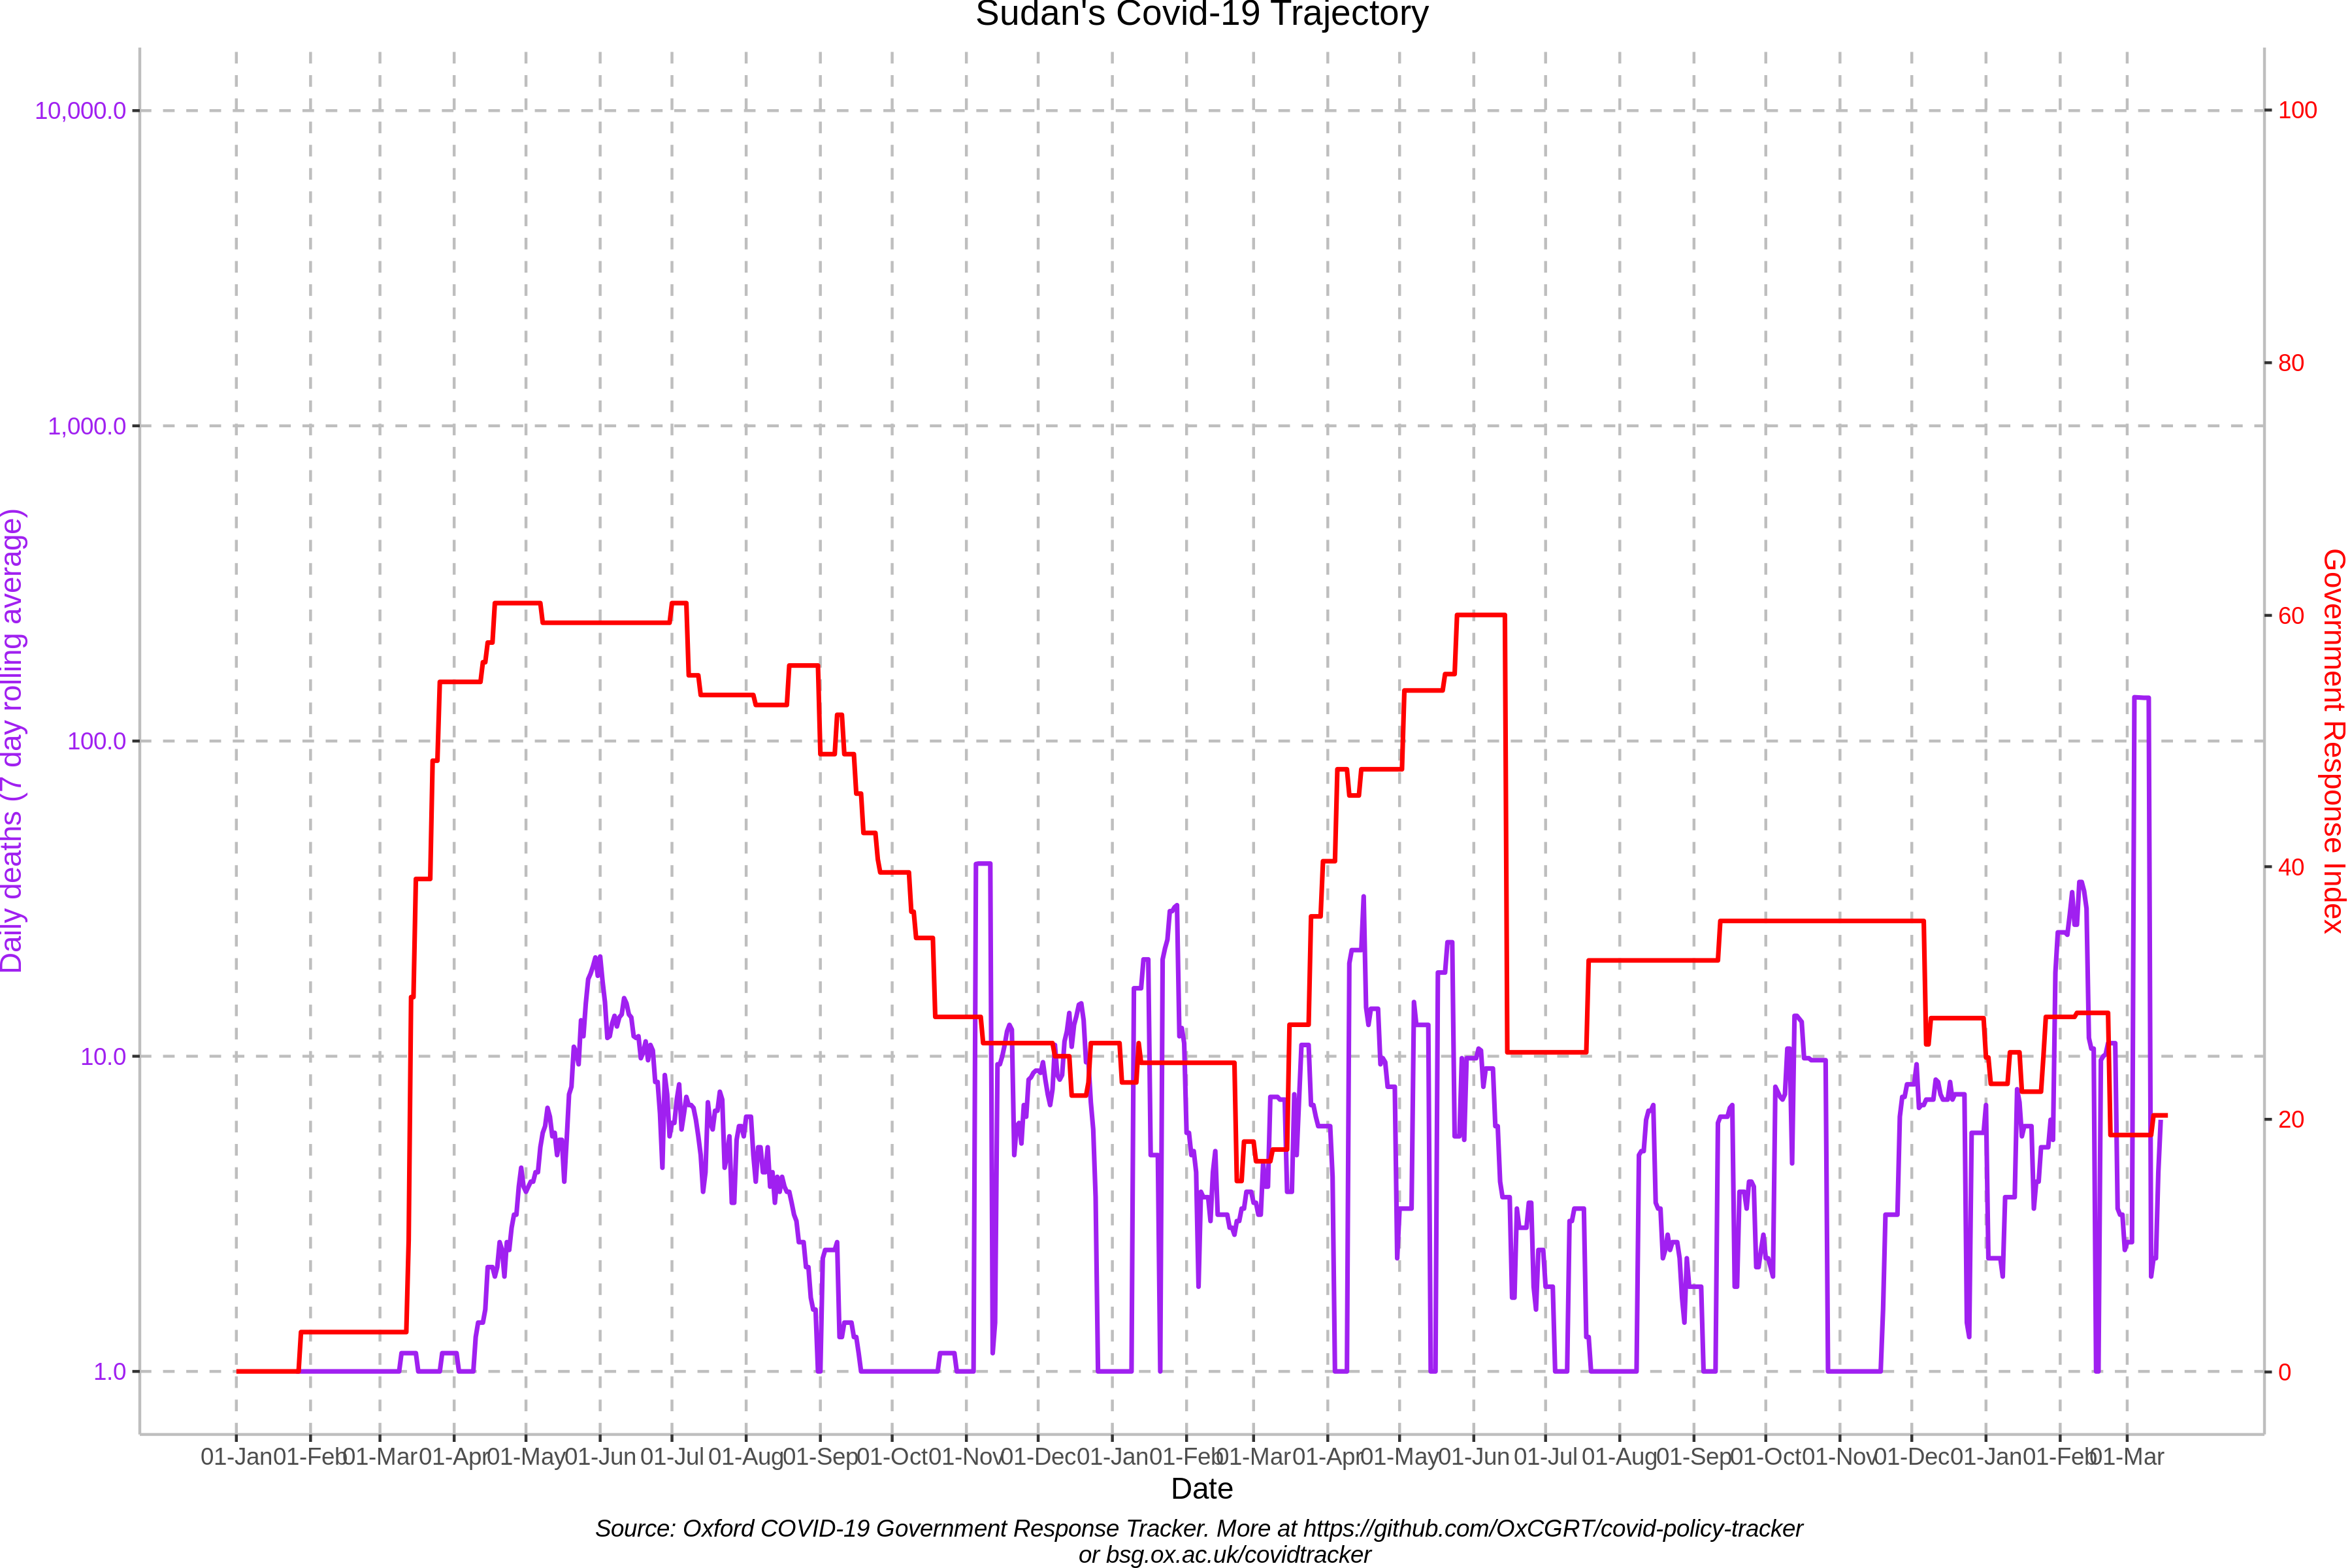 Sudan's Covid-19 Trajectory
10,000.0
1,000.0
100.0
10.0
1.0
Daily deaths (7 day rolling average)
100
80
60
40
20
0
Government Response Index
01-Jan
01-Feb
01-Mar
01-Apr
01-May
01-Jun
01-Jul
01-Aug
01-Sep
01-Oct
01-Nov
01-Dec
01-Jan
01-Feb
01-Mar
01-Apr
01-May
01-Jun
01-Jul
01-Aug
01-Sep
01-Oct
01-Nov
01-Dec
01-Jan
01-Feb
01-Mar
Date
Source: Oxford COVID-19 Government Response Tracker. More at https://github.com/OxCGRT/covid-policy-tracker
or bsg.ox.ac.uk/covidtracker